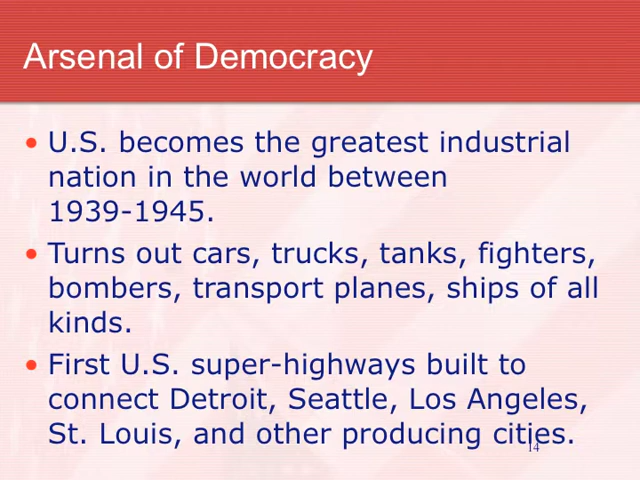 Arsenal of Democracy
• U.S. becomes the greatest industrial
nation in the world between
1939-1945.
• Turns out cars, trucks, tanks, fighters,
bombers, transport planes, ships of all
kinds.
• First U.S. super-highways built to
connect Detroit, Seattle, Los Angeles,
St. Louis, and other producing cities.
14